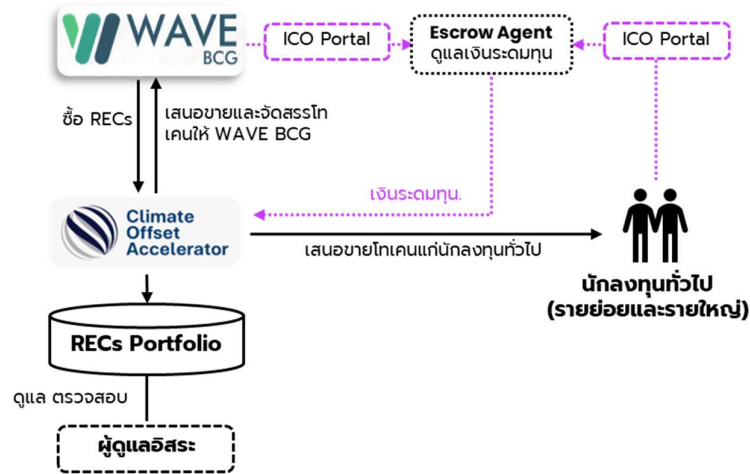 WAVE
BCG
ICO Portal
Escrow Agent
ดูแลเงินระดมทุน
ICO Portal
ซื้อ RECs
เสนอขายและจัดสรรโท
เคนให้ WAVE BCG
เงินระดมทุน.
Climate
Offset
Accelerator
เสนอขายโทเคนแก่นักลงทุนทั่วไป
นักลงทุนทั่วไป
(รายย่อยและรายใหญ่)
RECs Portfolio
ดูแล ตรวจสอบ
ผู้ดูแลอิสระ